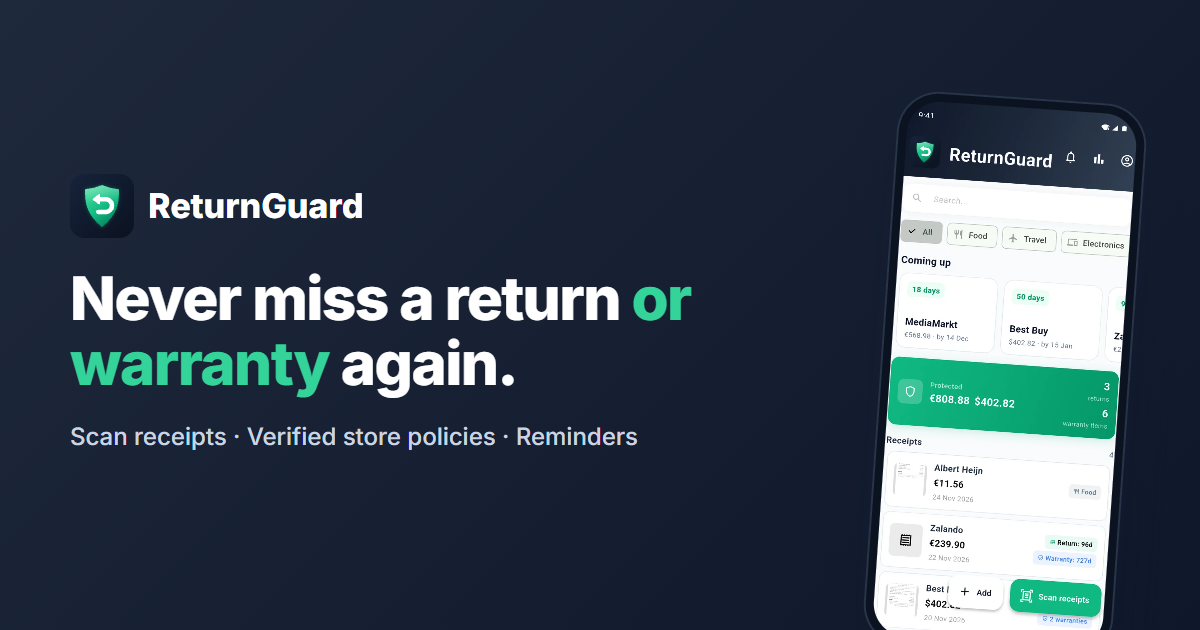 ReturnGuard
Never miss a return or
warranty again.
Scan receipts · Verified store policies · Reminders
9:41
ReturnGuard
Search...
All
Food
Travel
Electronics
Coming up
18 days
50 days
MediaMarkt
€568.98 · by 14 Dec
Best Buy
$402.82 · by 15 Jan
Protected
€808.88 $402.82
3
returns
6
warranty items
Receipts
4
Albert Heijn
€11.56
24 Nov 2026
Food
Zalando
€239.90
22 Nov 2026
Return: 96d
Warranty: 727d
Best
20 Nov 2026
Add
Scan receipts
2 warranties